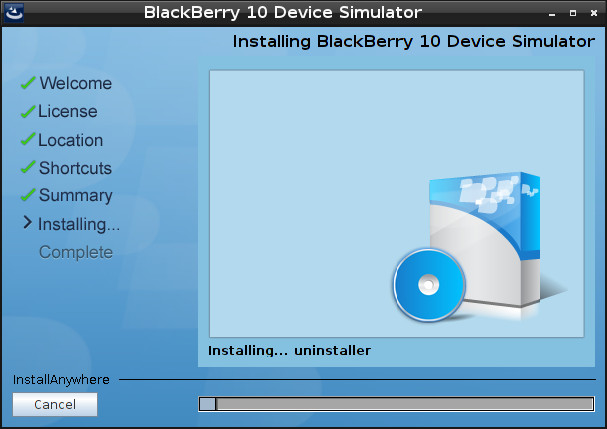 BlackBerry 10 Device Simulator
Installing BlackBerry 10 Device Simulator
Welcome
License
Location
Shortcuts
Summary
Installing...
Complete
Installing... uninstaller
InstallAnywhere
Cancel